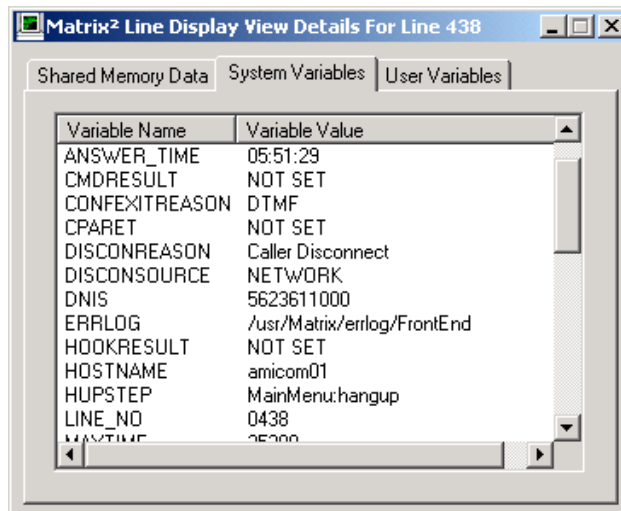 Matrix² Line Display View Details For Line 438
Shared Memory Data System Variables User Variables
Variable Name Variable Value
ANSWER_TIME 05:51:29
CMDRESULT NOT SET
CONFEXITREASON DTMF
CPARET NOT SET
DISCONREASON Caller Disconnect
DISCONSOURCE NETWORK
DNIS 5623611000
ERRLOG /usr/Matrix/errlog/FrontEnd
HOOKRESULT NOT SET
HOSTNAME amicom01
HUPSTEP MainMenu:hangup
LINE_NO 0438
MAXTIME